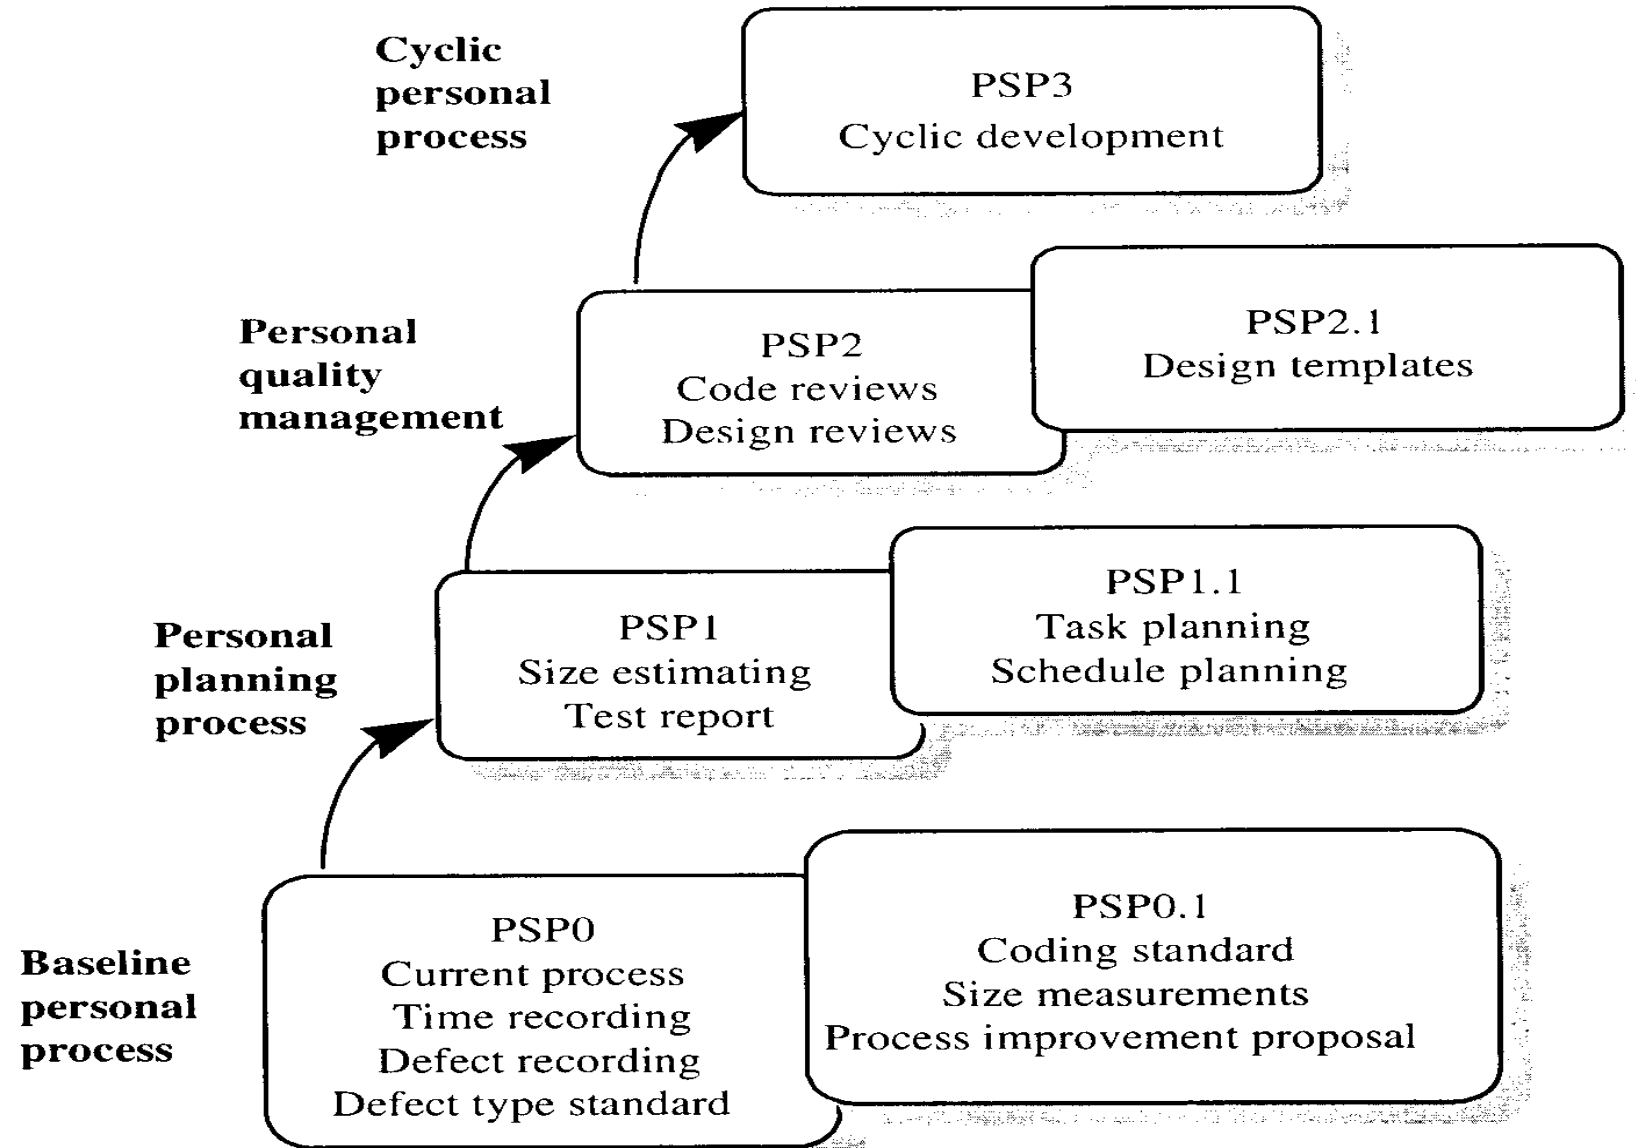 Cyclic
personal
process
PSP3
Cyclic development
Personal
quality
management
PSP2
Code reviews
Design reviews
PSP2.1
Design templates
Personal
planning
process
PSP1
Size estimating
Test report
PSP1.1
Task planning
Schedule planning
Baseline
personal
process
PSP0
Current process
Time recording
Defect recording
Defect type standard
PSP0.1
Coding standard
Size measurements
Process improvement proposal